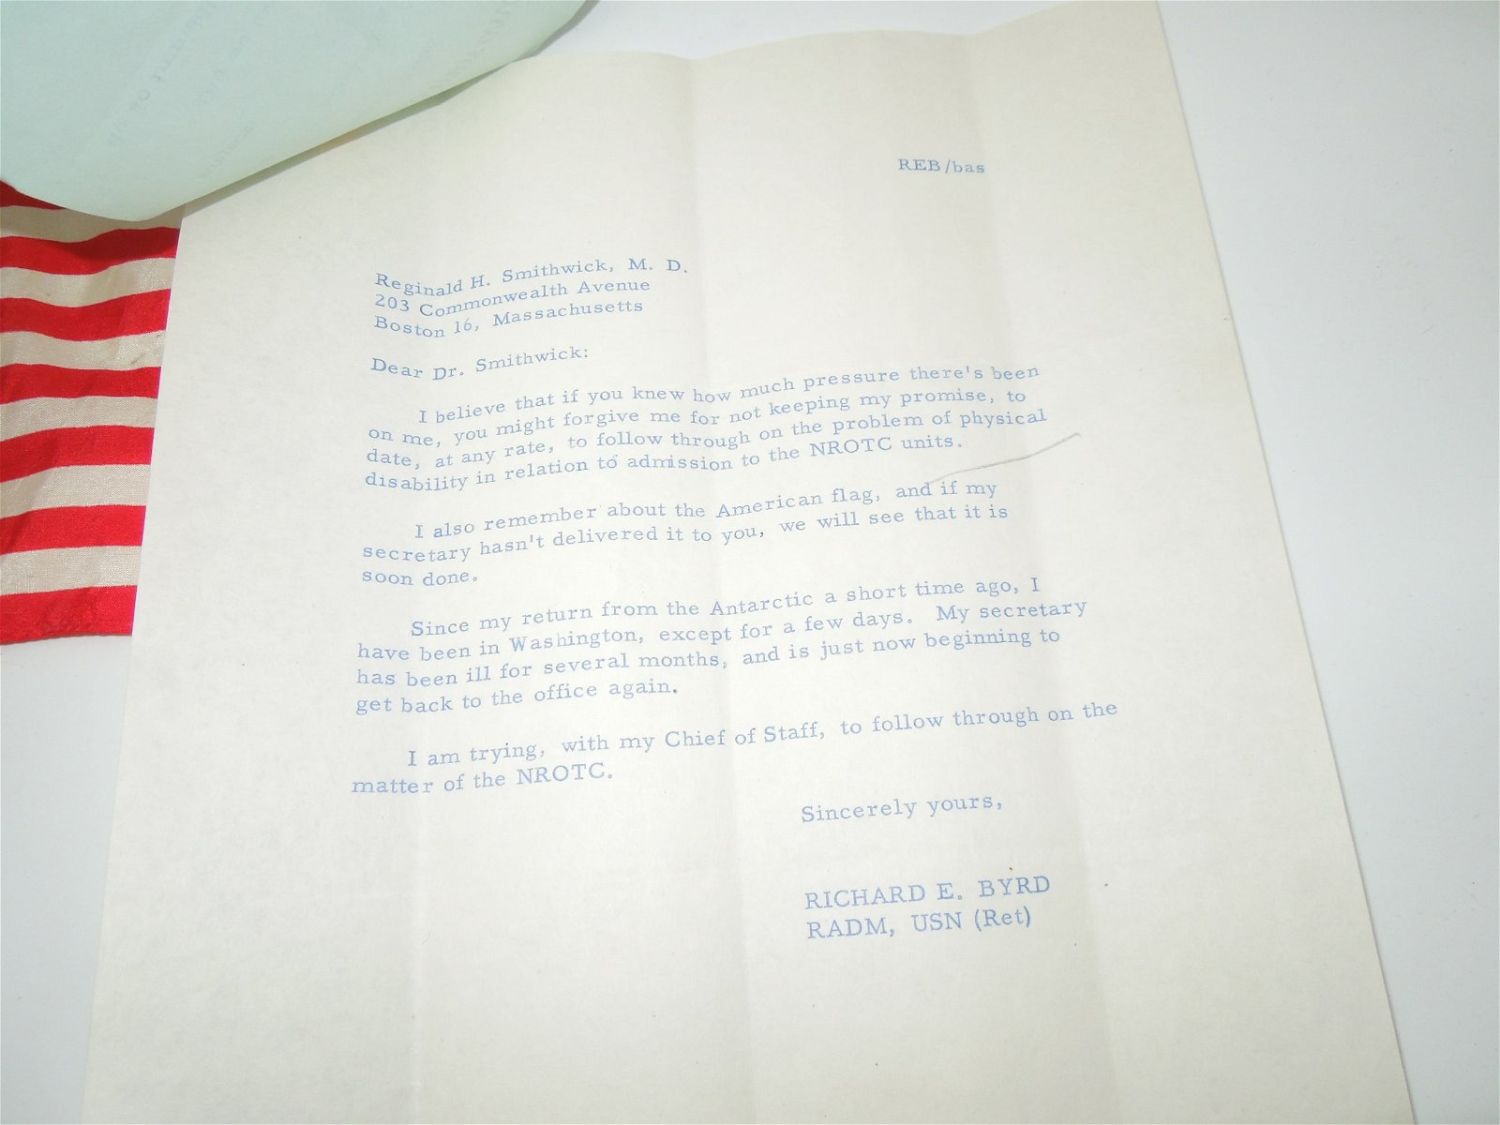 REB/bas
Reginald H. Smithwick, M. D.
203 Commonwealth Avenue
Boston 16, Massachusetts
Dear Dr. Smithwick:
I believe that if you knew how much pressure there's been
on me, you might forgive me for not keeping my promise, to
date, at any rate, to follow through on the problem of physical
disability in relation to admission to the NROTC units.
I also remember about the American flag, and if my
secretary hasn't delivered it to you, we will see that it is
soon done.
Since my return from the Antarctic a short time ago, I
have been in Washington, except for a few days. My secretary
has been ill for several months, and is just now beginning to
get back to the office again.
I am trying, with my Chief of Staff, to follow through on the
matter of the NROTC.
Sincerely yours,
RICHARD E. BYRD
RADM, USN (Ret)